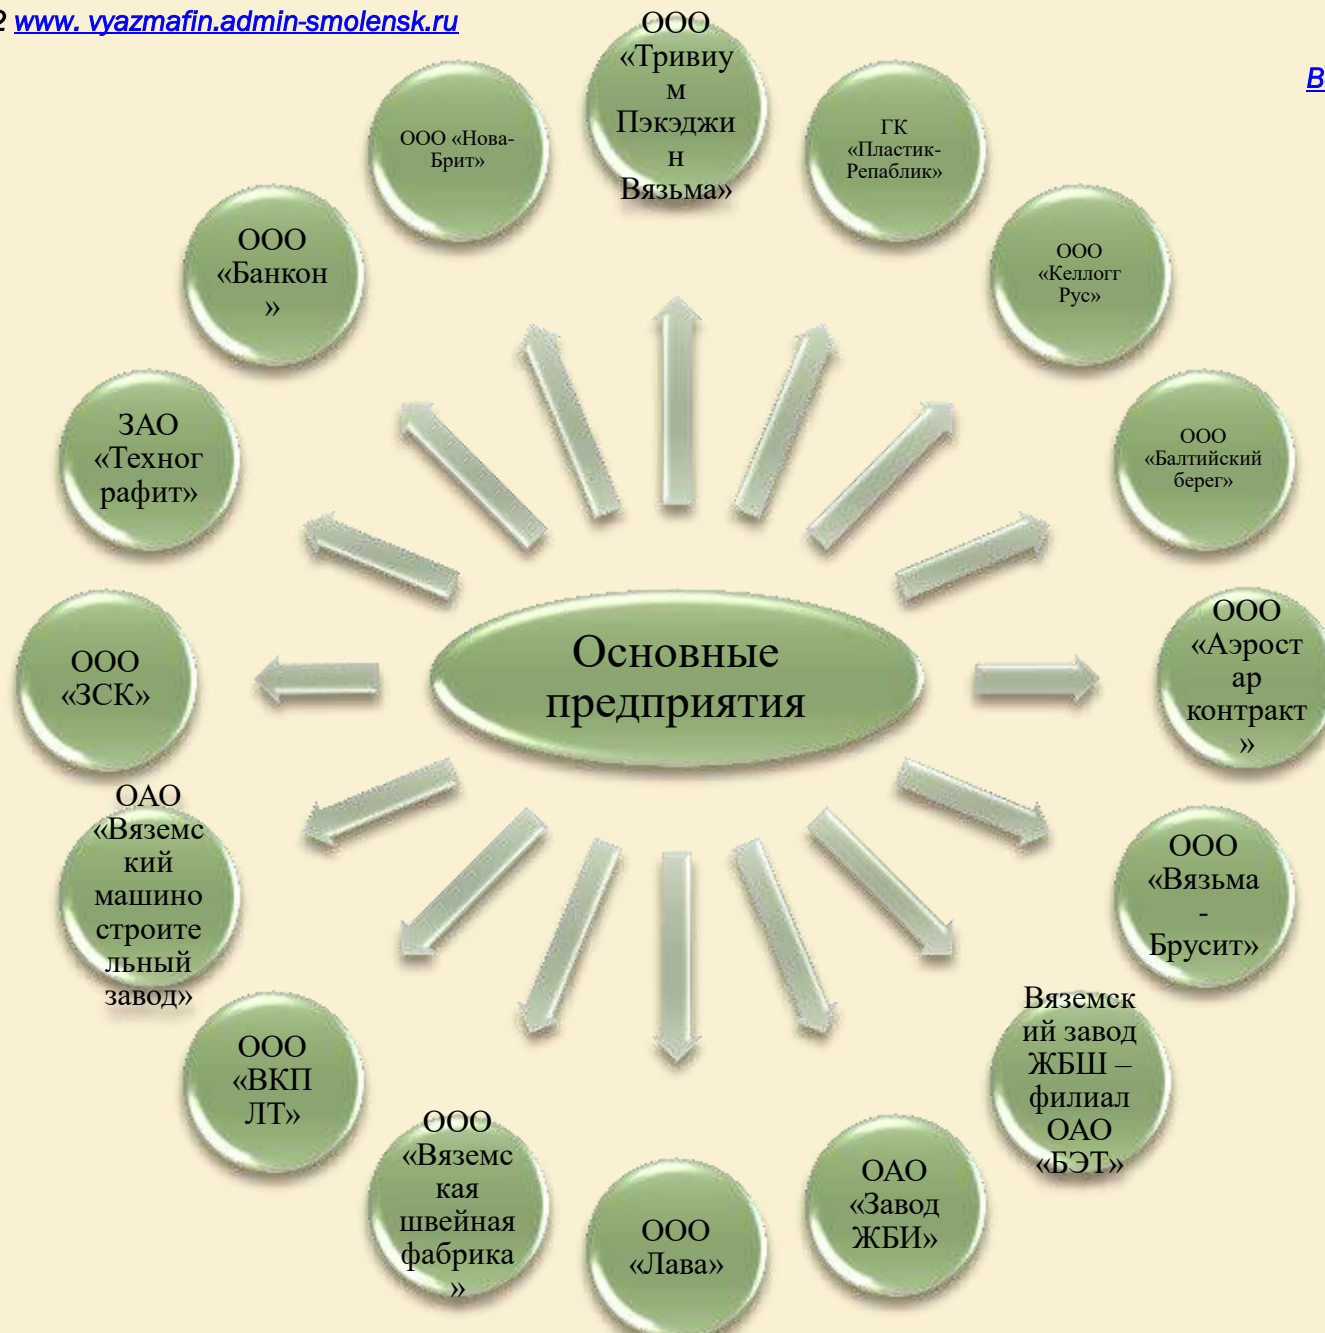 2 www. vyazmafin.admin-smolensk.ru
В
ООО
«Тривиу
м
Пэкэджи
н
Вязьма»
ГК
«Пластик-
Репаблик»
ООО
«Келлогг
Рус»
ООО
«Балтийский
берег»
ООО
«Аэрост
ар
контракт
»
ООО
«Вязьма
-
Брусит»
Вяземск
ий завод
ЖБШ –
филиал
ОАО
«БЭТ»
ОАО
«Завод
ЖБИ»
ООО
«Лава»
ООО
«Вяземс
кая
швейная
фабрика
»
ООО
«ВКП
ЛТ»
ОАО
«Вяземс
кий
машино
строите
льный
завод»
ООО
«ЗСК»
ЗАО
«Техног
рафит»
ООО
«Банкон
»
ООО «Нова-
Брит»
Основные
предприятия